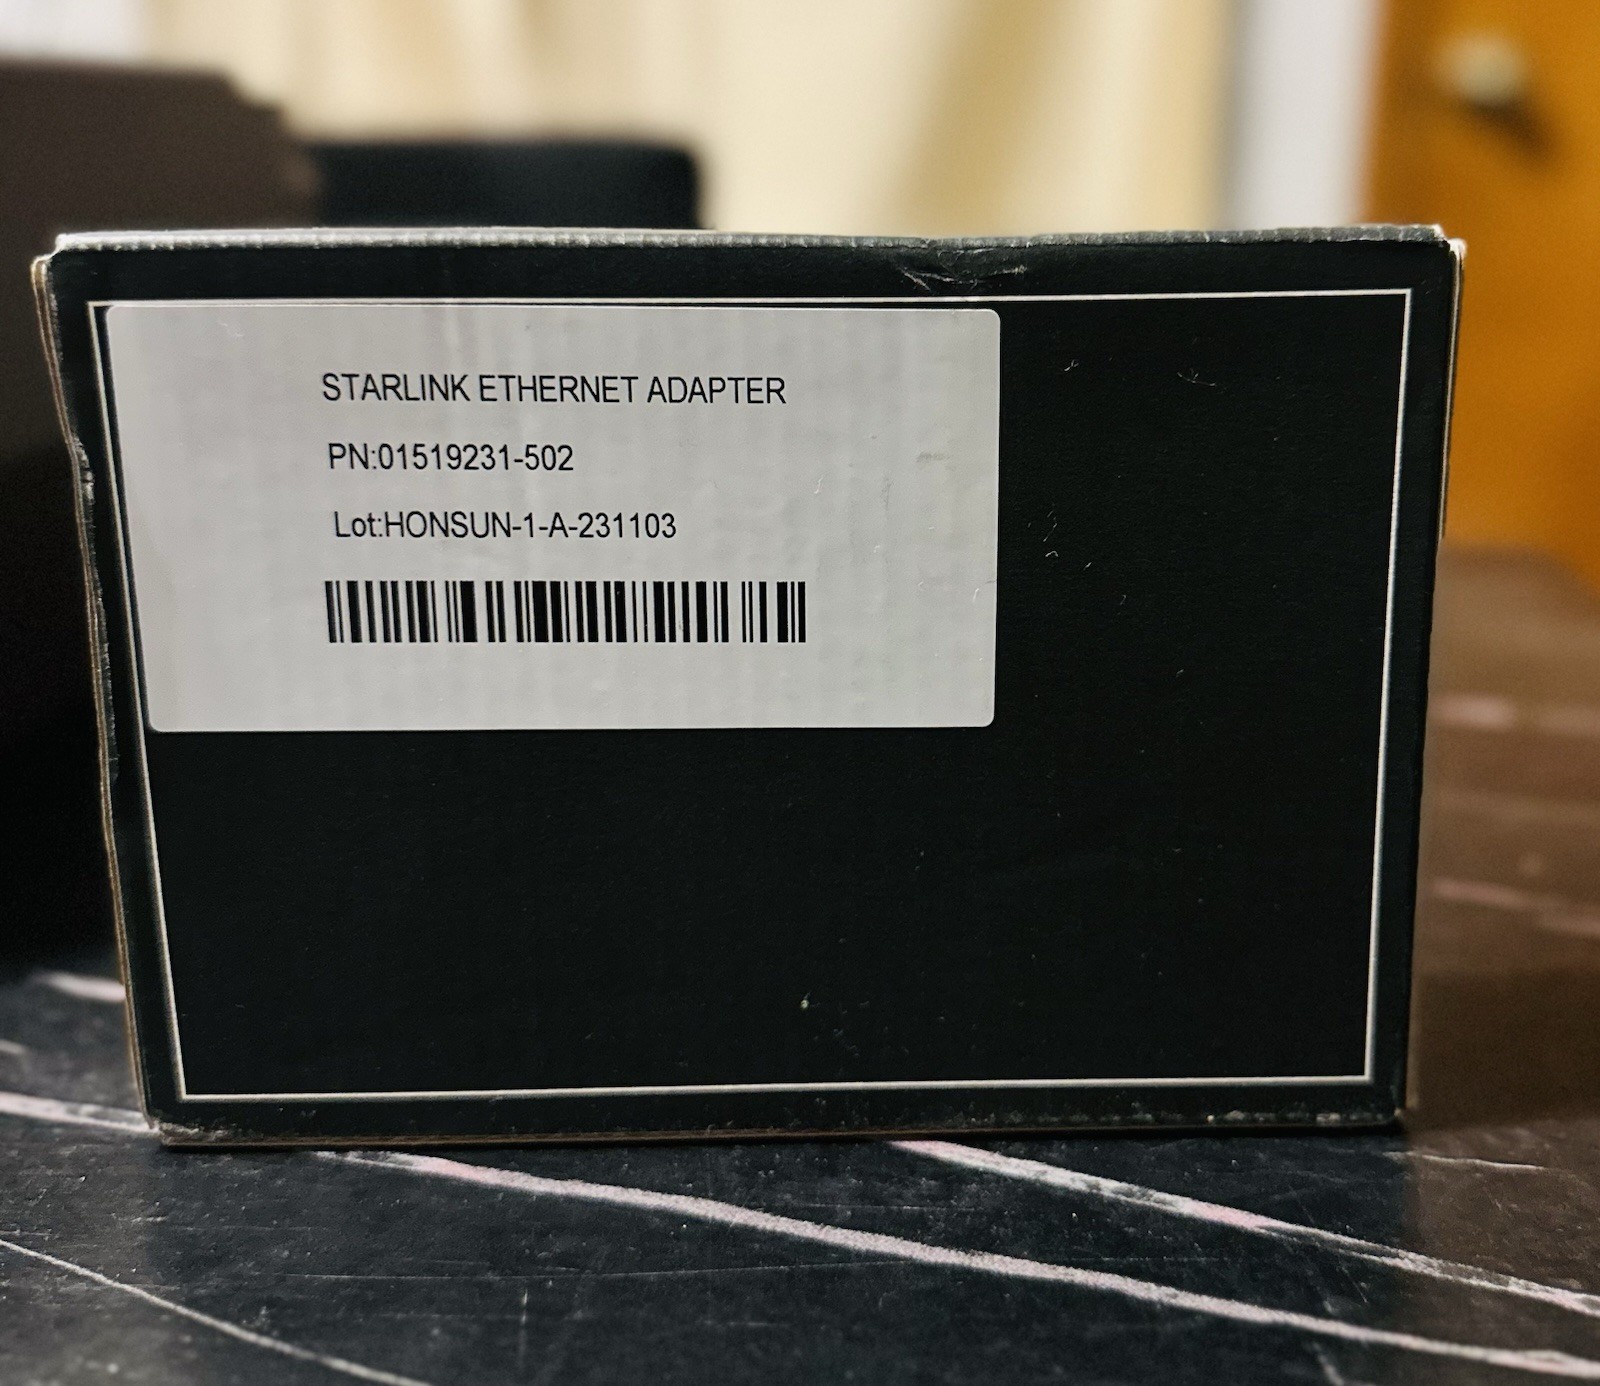 STARLINK ETHERNET ADAPTER
PN:01519231-502
Lot:HONSUN-1-A-231103